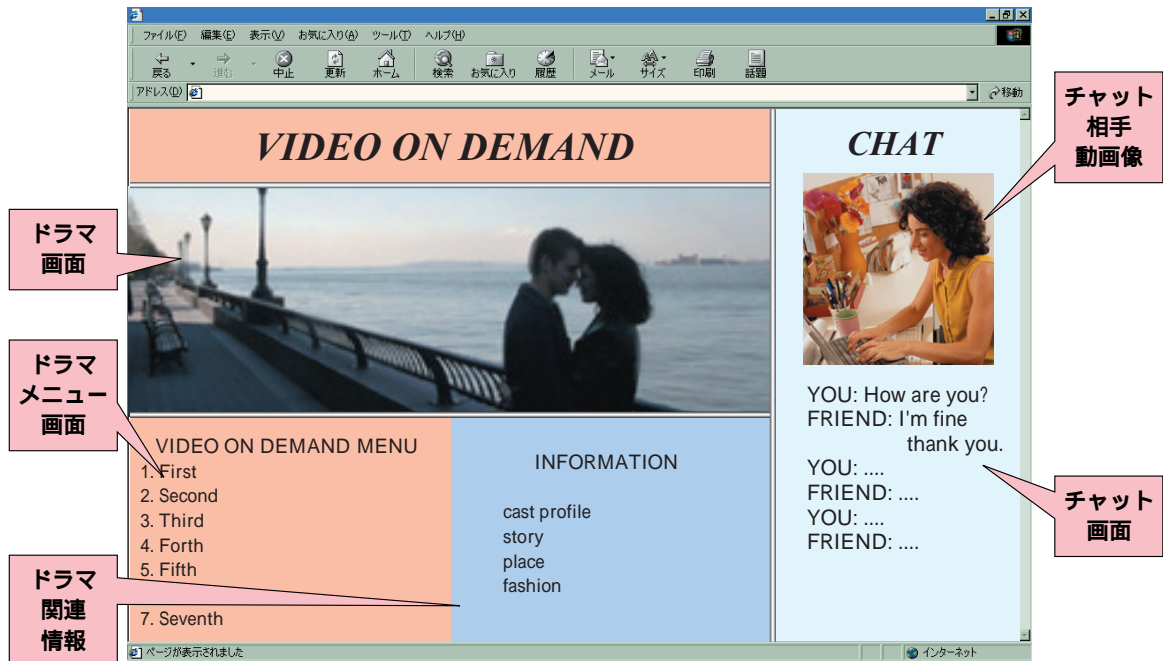 ファイル(F) 編集(E) 表示(V) お気に入り(A) ツール(T) ヘルプ(H)
戻る 進む 中止 更新 ホーム 検索 お気に入り 履歴 メール サイズ 印刷 話題
アドレス(D) 移動
VIDEO ON DEMAND
CHAT
チャット
相手
動画像
ドラマ
画面
ドラマ
メニュー
画面
VIDEO ON DEMAND MENU
1. First
2. Second
3. Third
4. Forth
5. Fifth
7. Seventh
INFORMATION
cast profile
story
place
fashion
YOU: How are you?
FRIEND: I'm fine
thank you.
YOU: ....
FRIEND: ....
YOU: ....
FRIEND: ....
チャット
画面
ドラマ
関連
情報
ページが表示されました インターネット